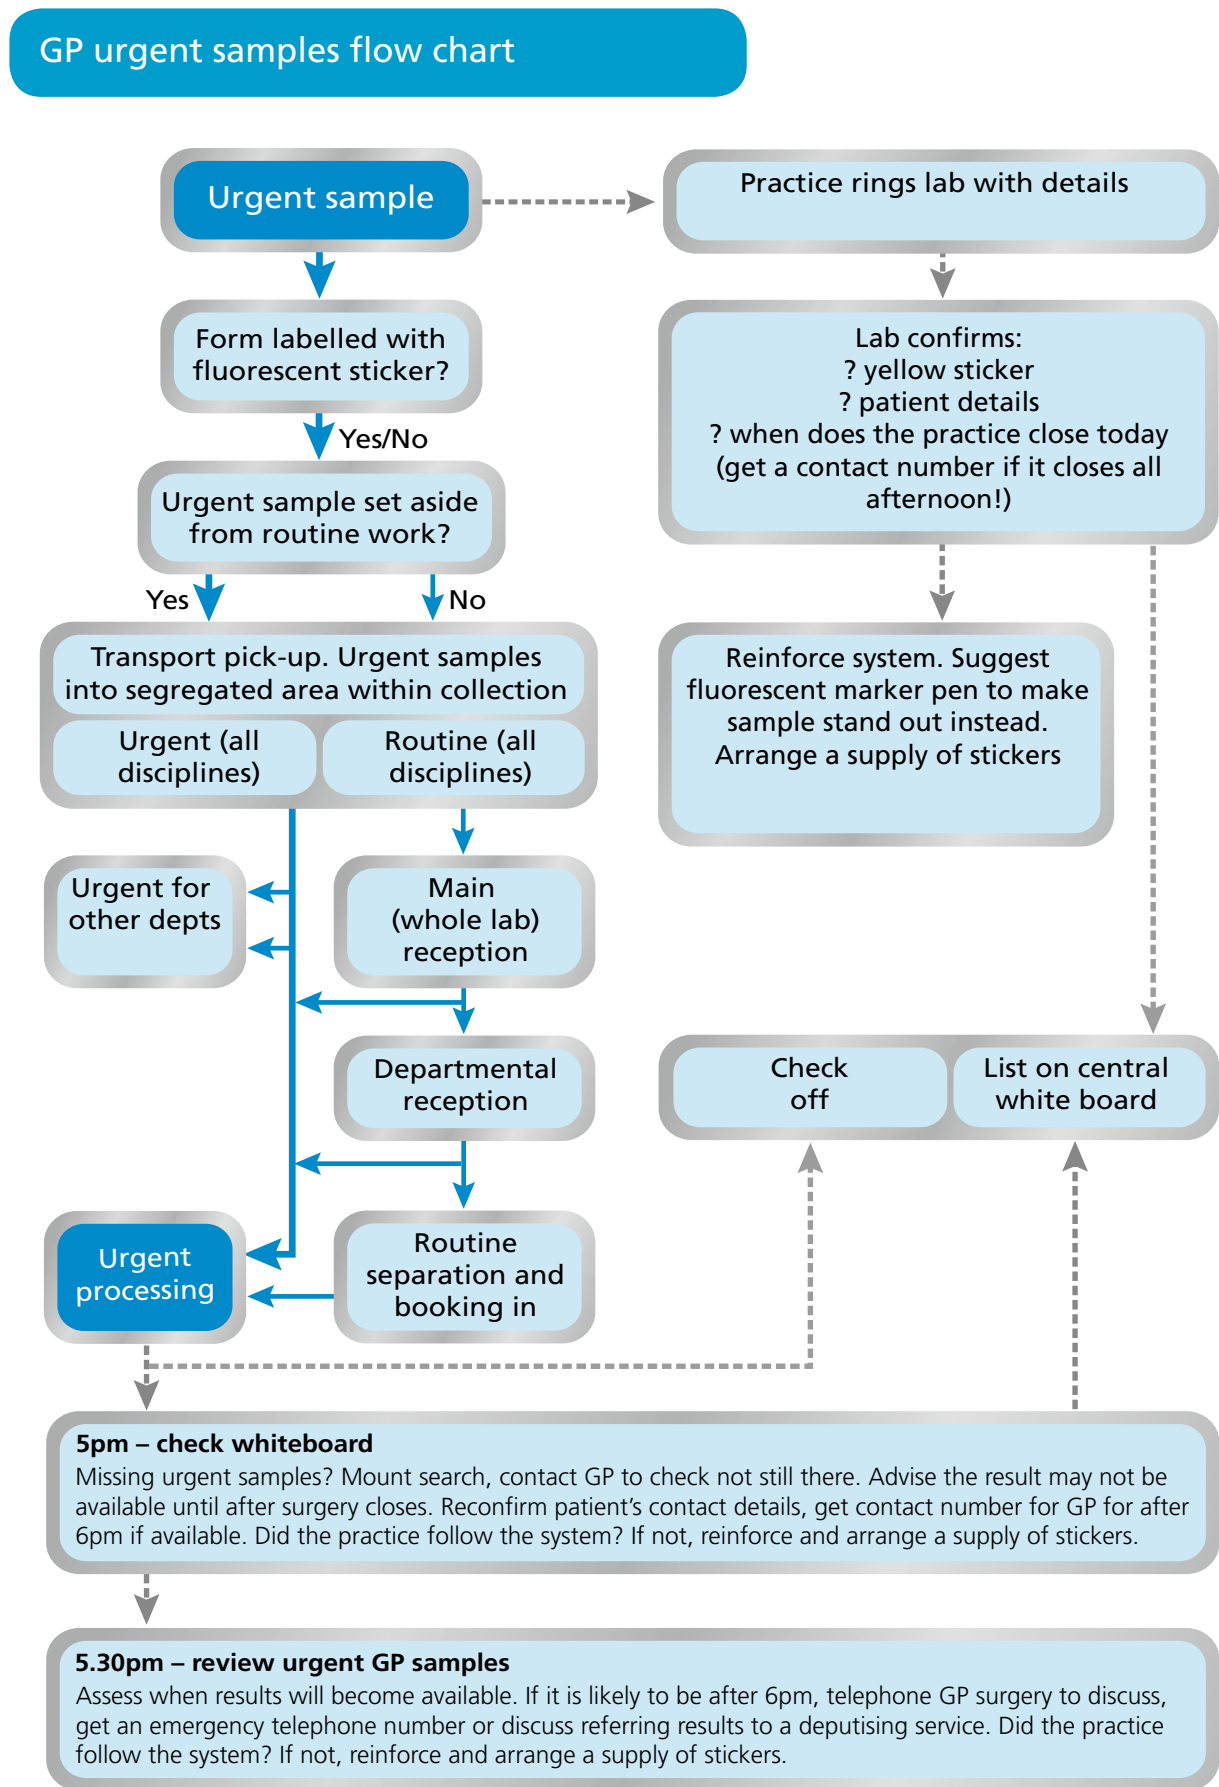 GP urgent samples flow chart
Urgent sample
Practice rings lab with details
Form labelled with
fluorescent sticker?
Lab confirms:
? yellow sticker
? patient details
? when does the practice close today
(get a contact number if it closes all
afternoon!)
Yes/No
Urgent sample set aside
from routine work?
Yes
No
Transport pick-up. Urgent samples
into segregated area within collection
Urgent (all
disciplines)
Routine (all
disciplines)
Reinforce system. Suggest
fluorescent marker pen to make
sample stand out instead.
Arrange a supply of stickers
Urgent for
other depts
Main
(whole lab)
reception
Departmental
reception
Check
off
List on central
white board
Urgent
processing
Routine
separation and
booking in
5pm – check whiteboard
Missing urgent samples? Mount search, contact GP to check not still there. Advise the result may not be
available until after surgery closes. Reconfirm patient’s contact details, get contact number for GP for after
6pm if available. Did the practice follow the system? If not, reinforce and arrange a supply of stickers.
5.30pm – review urgent GP samples
Assess when results will become available. If it is likely to be after 6pm, telephone GP surgery to discuss,
get an emergency telephone number or discuss referring results to a deputising service. Did the practice
follow the system? If not, reinforce and arrange a supply of stickers.